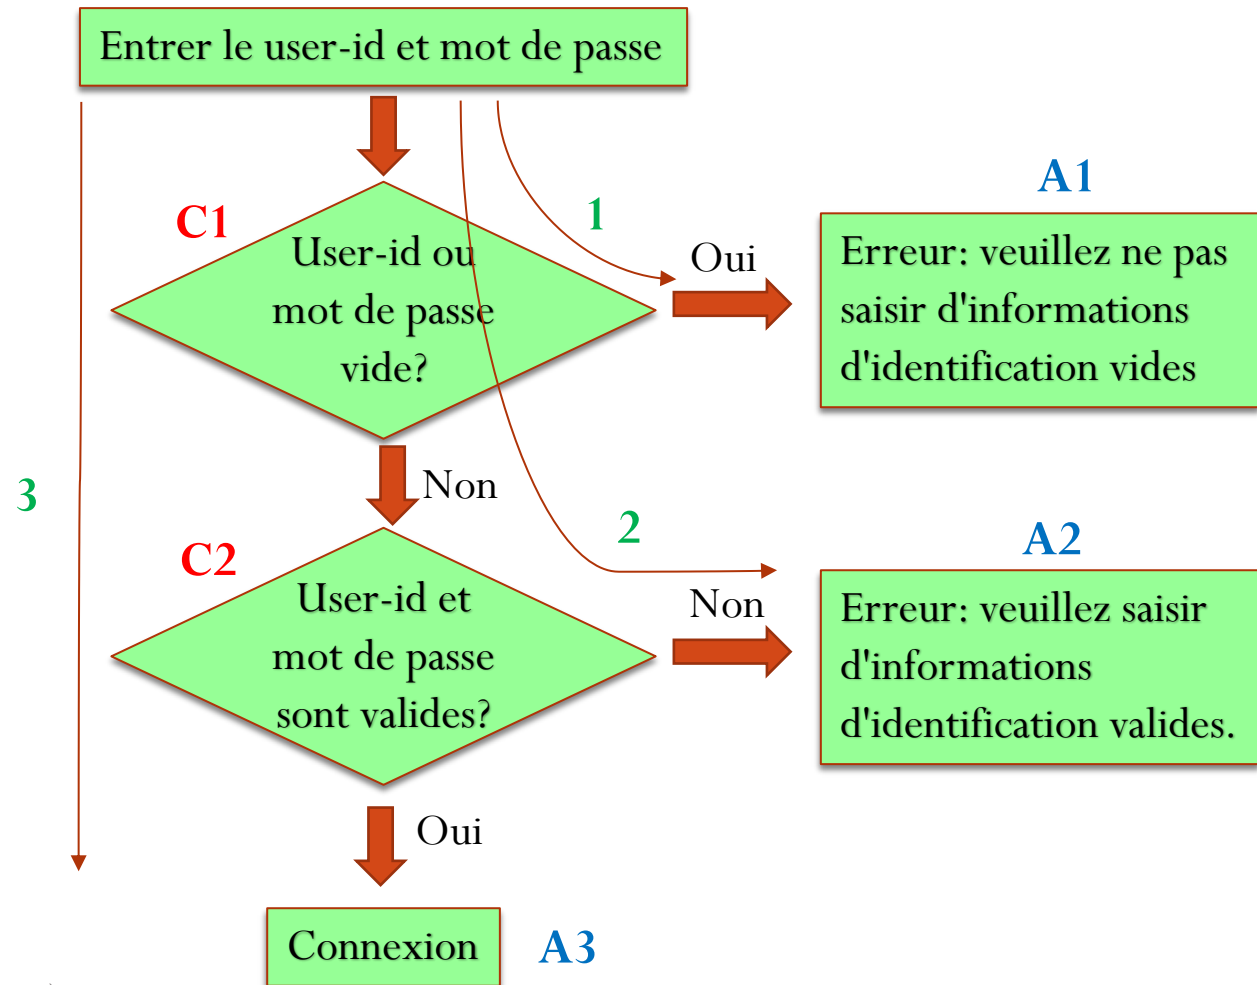 Entrer le user-id et mot de passe
C1
User-id ou
mot de passe
vide?
1
Oui
A1
Erreur: veuillez ne pas
saisir d'informations
d'identification vides
Non
3
2
C2
User-id et
mot de passe
sont valides?
Non
A2
Erreur: veuillez saisir
d'informations
d'identification valides.
Oui
Connexion
A3